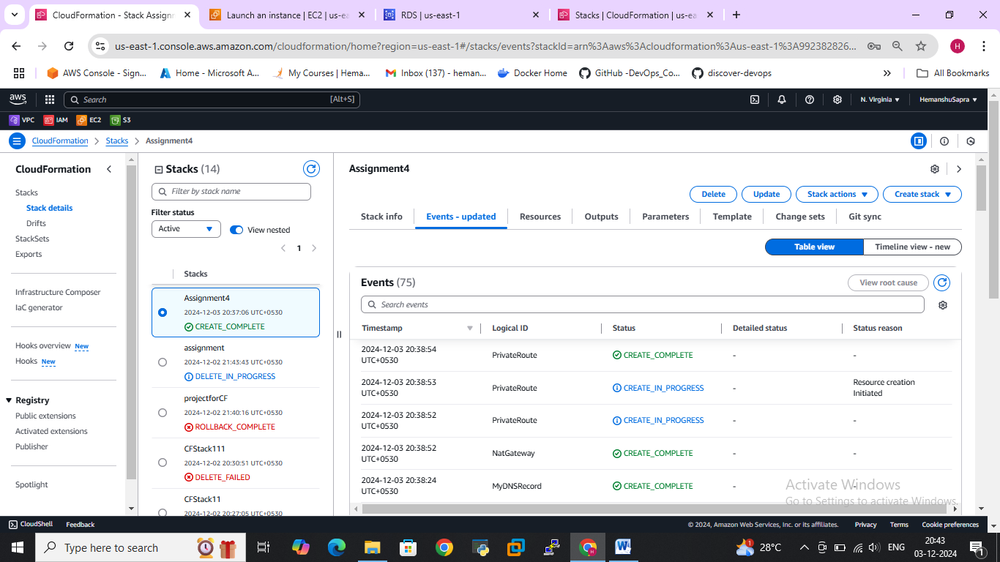 CloudFormation - Stack Assignm
Launch an instance | EC2 | us-ea
RDS | us-east-1
Stacks | CloudFormation | us-ea
us-east-1.console.aws.amazon.com/cloudformation/home?region=us-east-1#/stacks/events?stackId=arn%3Aaws%3Acloudformation%3Aus-east-1%3A992382826...
H
AWS Console - Sign...
Home - Microsoft A...
My Courses | Hema...
Inbox (137) - heman...
Docker Home
GitHub -DevOps_Co...
discover-devops
All Bookmarks
aws
Search
[Alt+S]
N. Virginia
HemanshuSapra
VPC
IAM
EC2
S3
CloudFormation
Stacks
Assignment4
CloudFormation
Stacks
Stack details
Drifts
StackSets
Exports
Infrastructure Composer
IaC generator
Hooks overview New
Hooks New
Registry
Public extensions
Activated extensions
Publisher
Spotlight
Stacks (14)
Filter by stack name
Filter status
Active
View nested
1
Stacks
Assignment4
2024-12-03 20:37:06 UTC+0530
CREATE_COMPLETE
assignment
2024-12-02 21:43:43 UTC+0530
DELETE_IN_PROGRESS
projectforCF
2024-12-02 21:40:16 UTC+0530
ROLLBACK_COMPLETE
CFStack111
2024-12-02 20:30:51 UTC+0530
DELETE_FAILED
CFStack11
2024-12-02 20:27:05 UTC+0530
Assignment4
Delete
Update
Stack actions
Create stack
Stack info
Events - updated
Resources
Outputs
Parameters
Template
Change sets
Git sync
Table view
Timeline view - new
Events (75)
View root cause
Search events
Timestamp Logical ID Status Detailed status Status reason
2024-12-03 20:38:54
UTC+0530
PrivateRoute
CREATE_COMPLETE
-
-
2024-12-03 20:38:53
UTC+0530
PrivateRoute
CREATE_IN_PROGRESS
-
Resource creation
Initiated
2024-12-03 20:38:52
UTC+0530
PrivateRoute
CREATE_IN_PROGRESS
-
-
2024-12-03 20:38:52
UTC+0530
NatGateway
CREATE_COMPLETE
-
-
2024-12-03 20:38:24
UTC+0530
MyDNSRecord
CREATE_COMPLETE
-
-
Activate Windows
Go to Settings to activate Windows.
CloudShell
Feedback
© 2024, Amazon Web Services, Inc. or its affiliates.
Privacy
Terms
Cookie preferences
Type here to search
1
28°C
ENG
20:43
03-12-2024
1